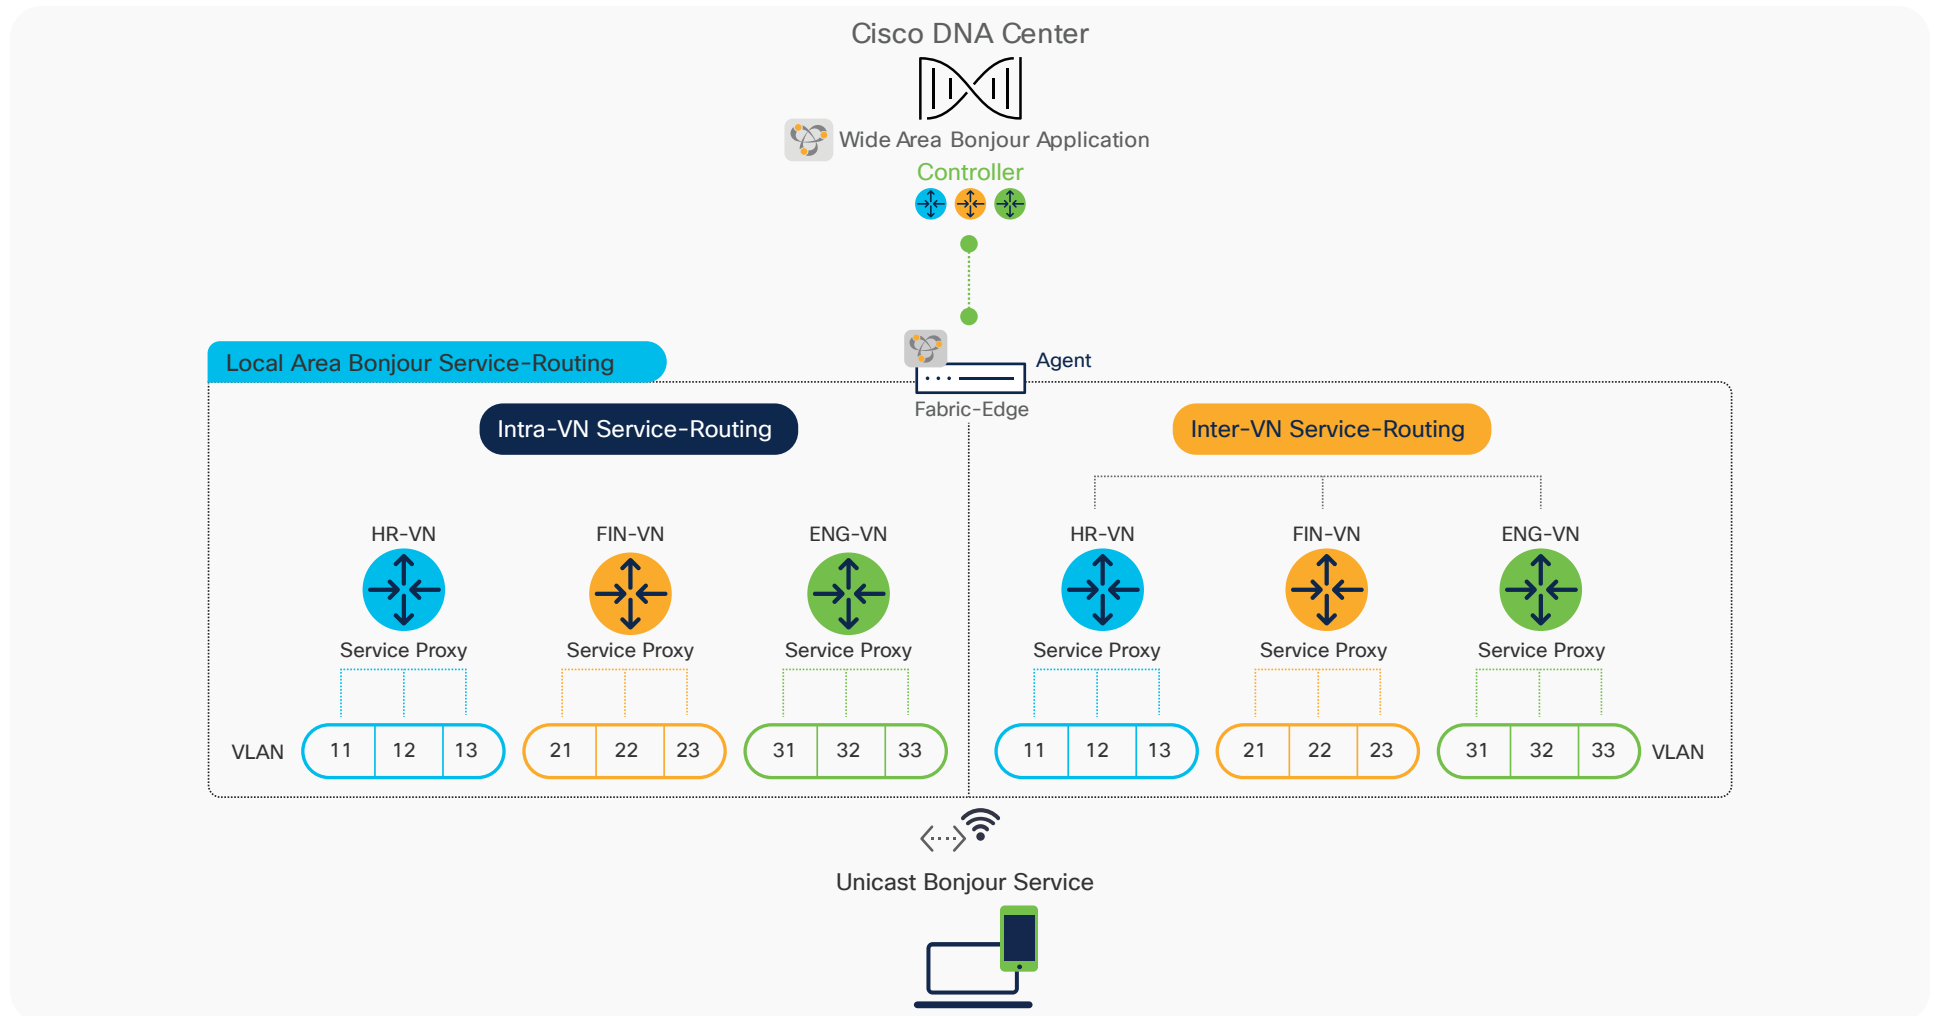 Cisco DNA Center
Wide Area Bonjour Application
Controller
Agent
Local Area Bonjour Service-Routing
Fabric-Edge
Intra-VN Service-Routing
Inter-VN Service-Routing
HR-VN FIN-VN ENG-VN HR-VN FIN-VN ENG-VN
Service Proxy Service Proxy Service Proxy Service Proxy Service Proxy Service Proxy
VLAN 11 12 13 21 22 23 31 32 33 11 12 13 21 22 23 31 32 33 VLAN
Unicast Bonjour Service